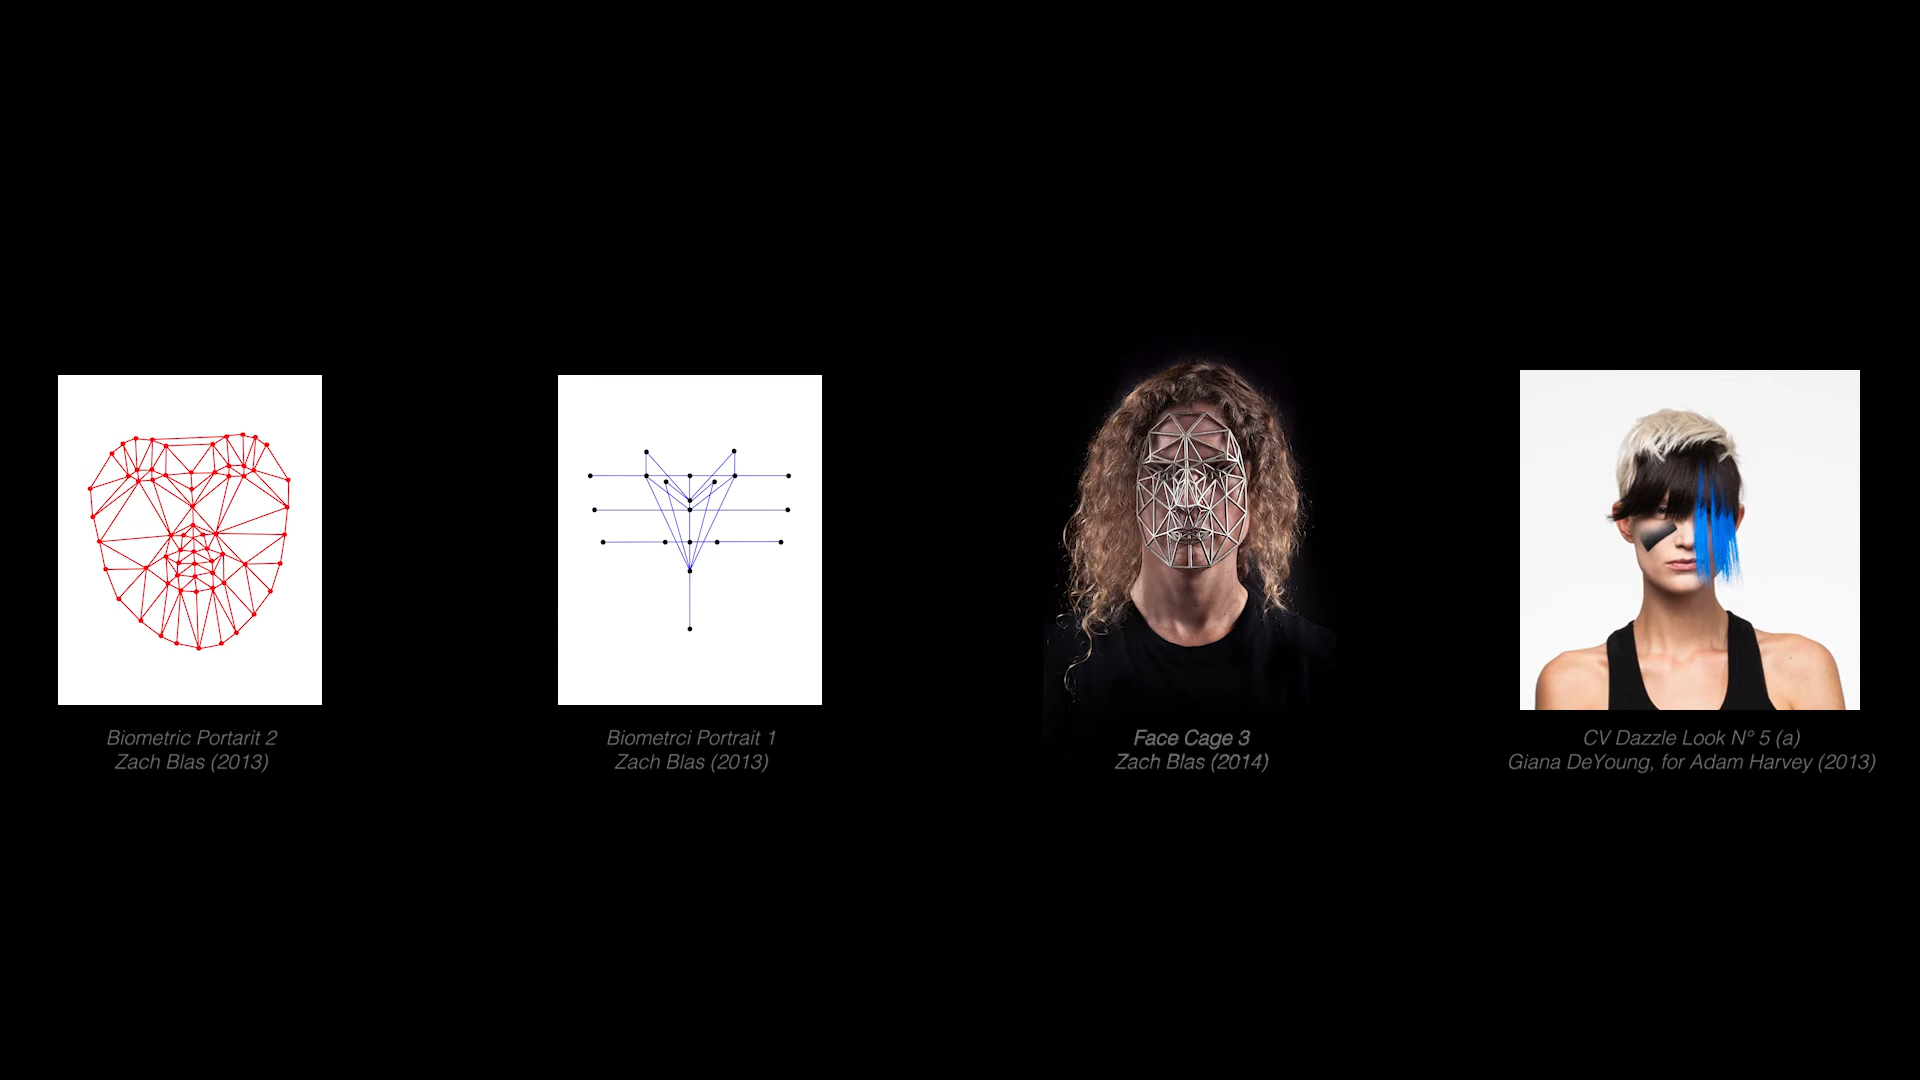 Biometric Portarit 2
Zach Blas (2013)
Biometrci Portrait 1
Zach Blas (2013)
Face Cage 3
Zach Blas (2014)
CV Dazzle Look N° 5 (a)
Giana DeYoung, for Adam Harvey (2013)